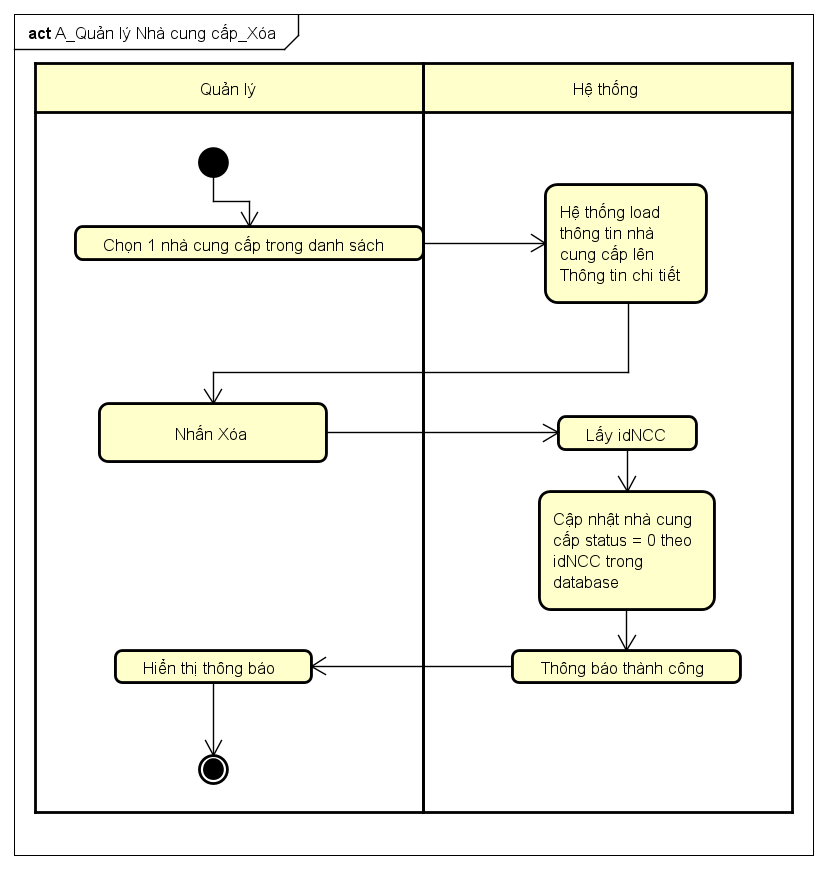 act A_Quản lý Nhà cung cấp_Xóa
Quản lý
Hệ thống
Chọn 1 nhà cung cấp trong danh sách
Hệ thống load
thông tin nhà
cung cấp lên
Thông tin chi tiết
Nhấn Xóa
Lấy idNCC
Cập nhật nhà cung
cấp status = 0 theo
idNCC trong
database
Thông báo thành công
Hiển thị thông báo